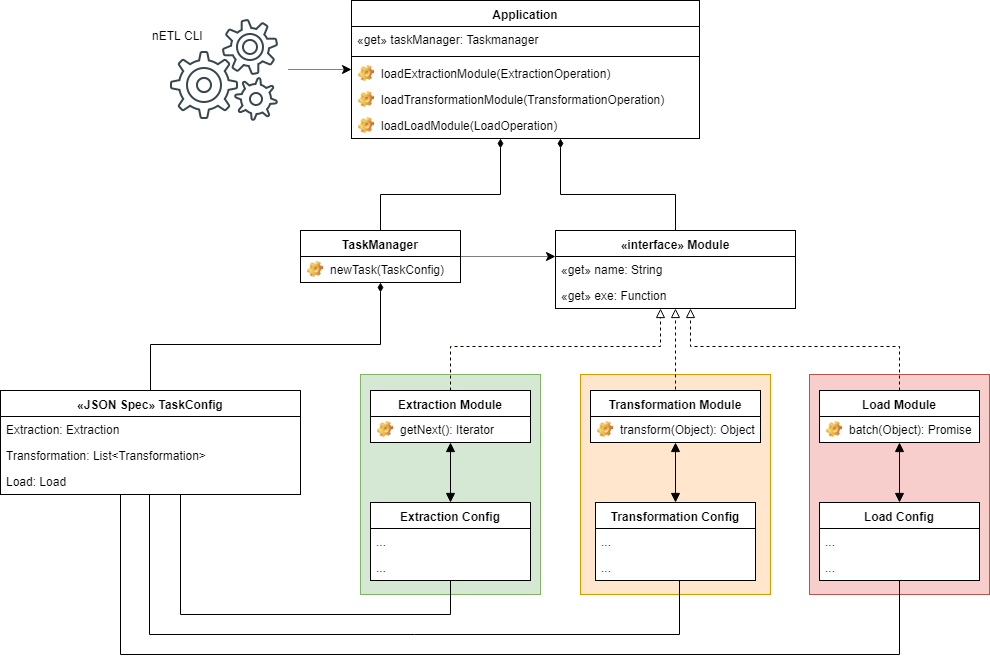 Application
nETL CLI
«get» taskManager: Taskmanager
loadExtractionModule(ExtractionOperation)
loadTransformationModule(TransformationOperation)
loadLoadModule(LoadOperation)
TaskManager
newTask(TaskConfig)
«interface» Module
«get» name: String
«get» exe: Function
«JSON Spec» TaskConfig
Extraction: Extraction
Transformation: List<Transformation>
Load: Load
Extraction Module
getNext(): Iterator
Extraction Config
...
...
Transformation Module
transform(Object): Object
Transformation Config
...
...
Load Module
batch(Object): Promise
Load Config
...
...